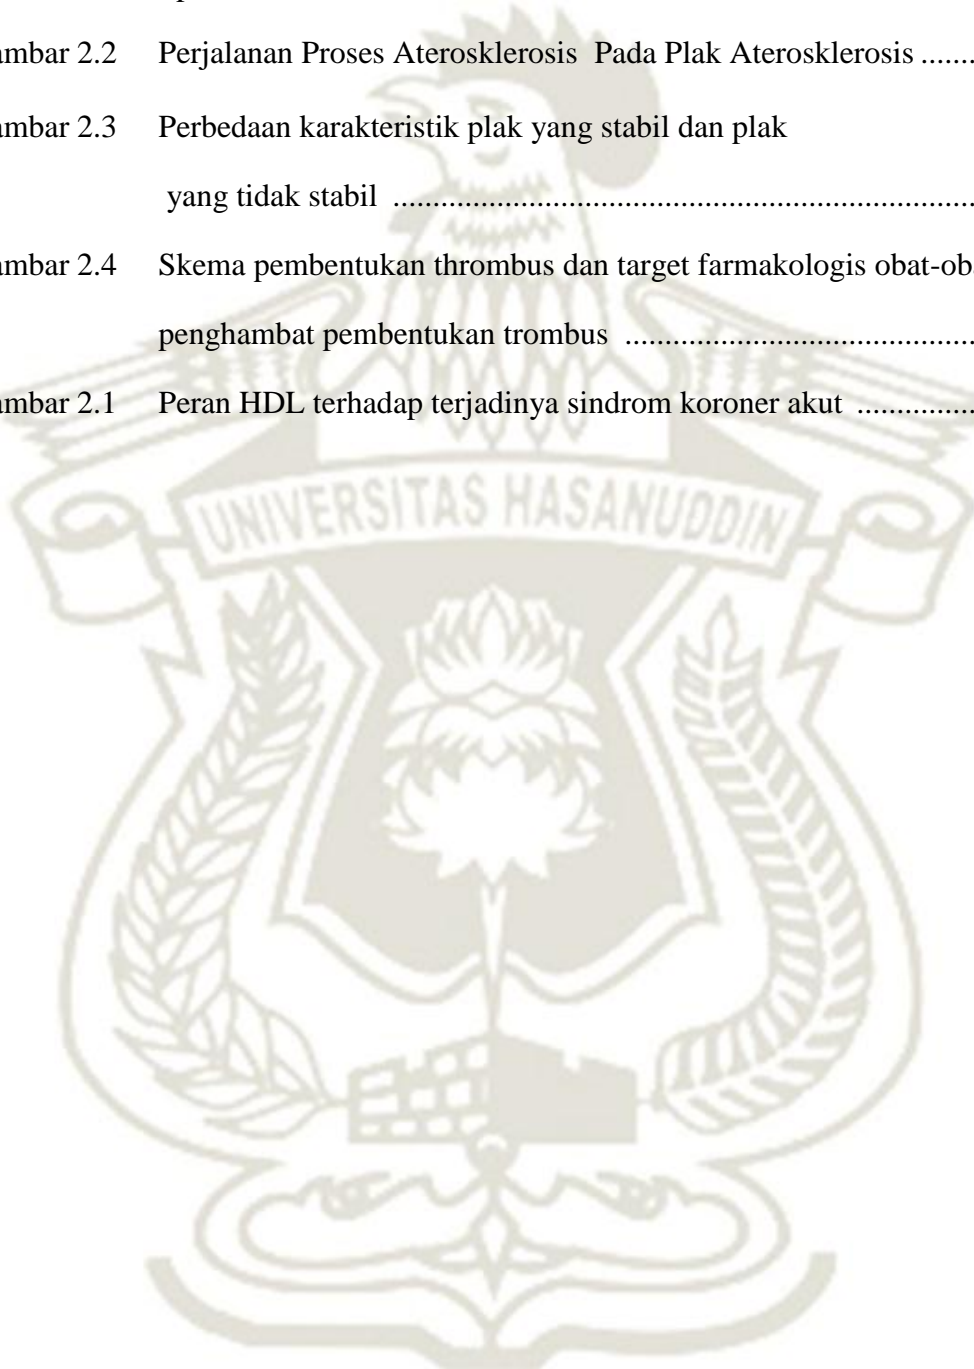 ambar 2.2 Perjalanan Proses Aterosklerosis Pada Plak Aterosklerosis .......
ambar 2.3 Perbedaan karakteristik plak yang stabil dan plak
yang tidak stabil ..........................................................................
ambar 2.4 Skema pembentukan thrombus dan target farmakologis obat-oba
penghambat pembentukan trombus .............................................
ambar 2.1 Peran HDL terhadap terjadinya sindrom koroner akut ...............
UNIVERSITAS HASANUDDIN